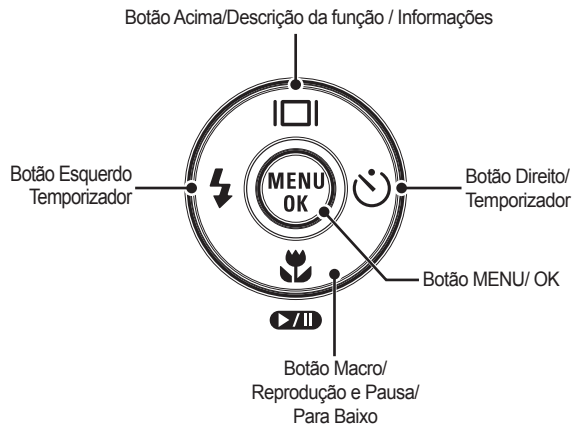 Botão Acima/Descrição da função / Informações
Botão Esquerdo
Temporizador
MENU
OK
Botão Direito/
Temporizador
Botão MENU/ OK
Botão Macro/
Reprodução e Pausa/
Para Baixo